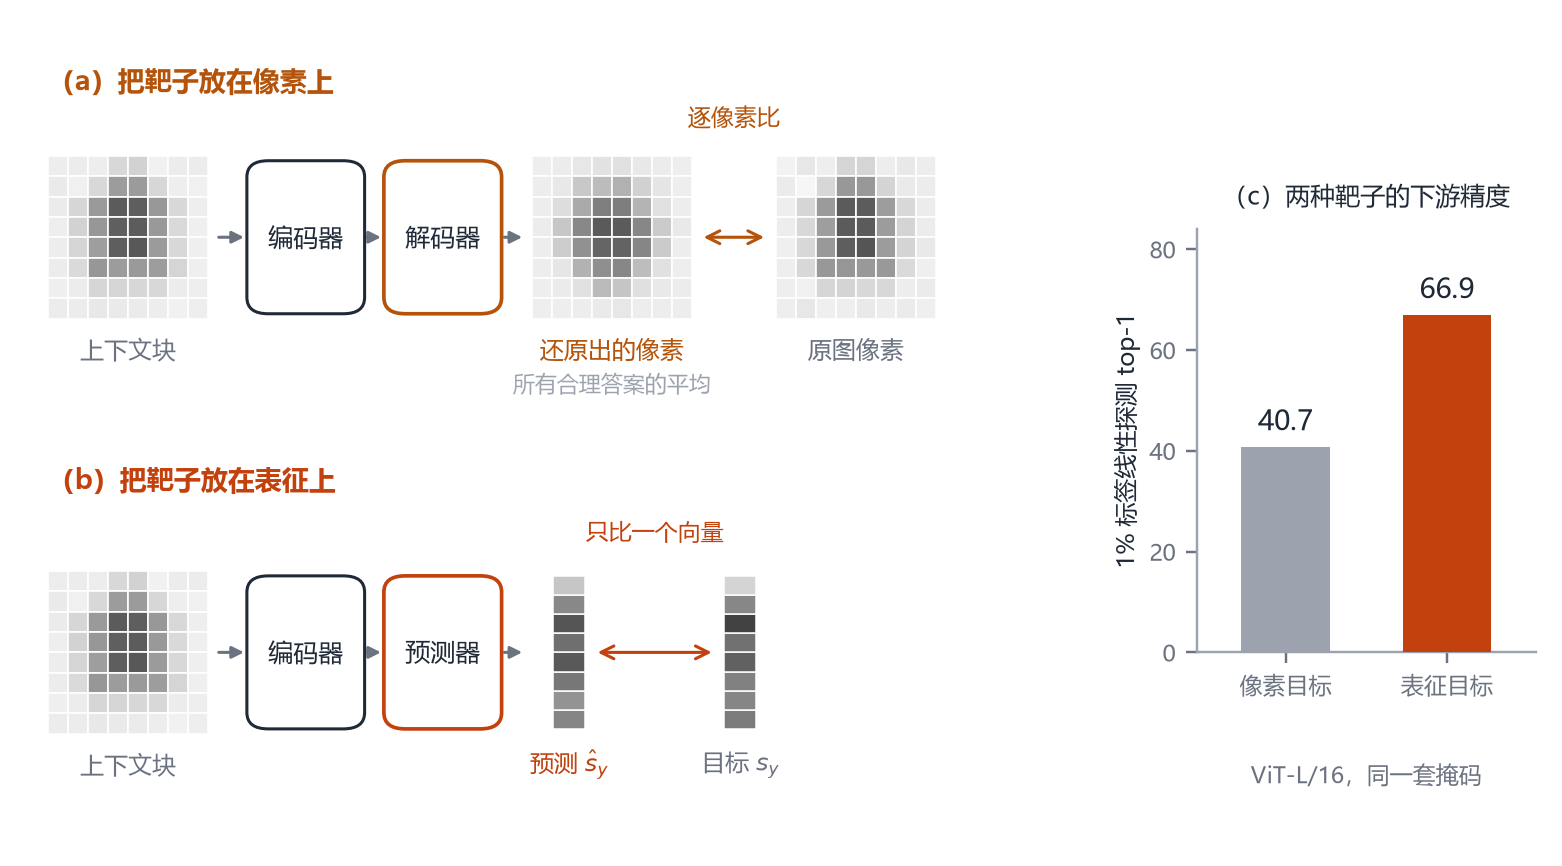 (a) 把靶子放在像素上
逐像素比
编码器
解码器
上下文块
还原出的像素
所有合理答案的平均
原图像素
(b) 把靶子放在表征上
只比一个向量
编码器
预测器
上下文块
预测 ŝ_y
目标 s_y
(c) 两种靶子的下游精度
1% 标签线性探测 top-1
80
60
40
20
0
40.7
66.9
像素目标
表征目标
ViT-L/16, 同一套掩码